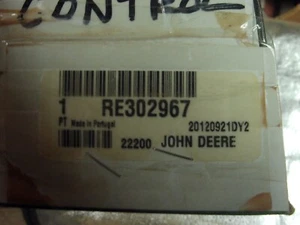 CONTROL
1 RE302967
PT Made in Portugal 20120921DY2
22200 JOHN DEERE